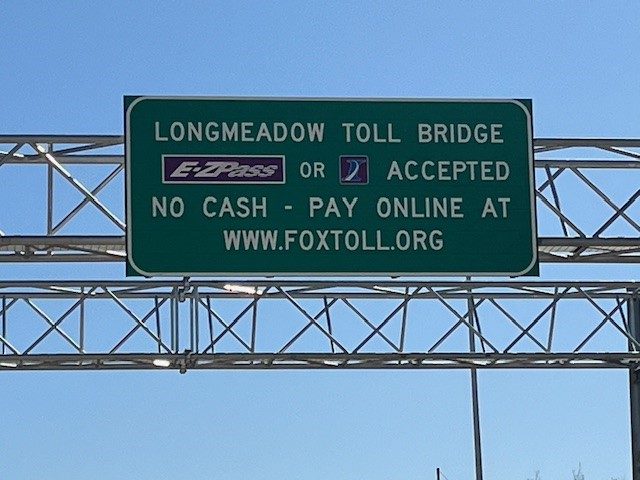 LONGMEADOW TOLL BRIDGE
E-ZPass OR ACCEPTED
NO CASH - PAY ONLINE AT
WWW.FOXTOLL.ORG